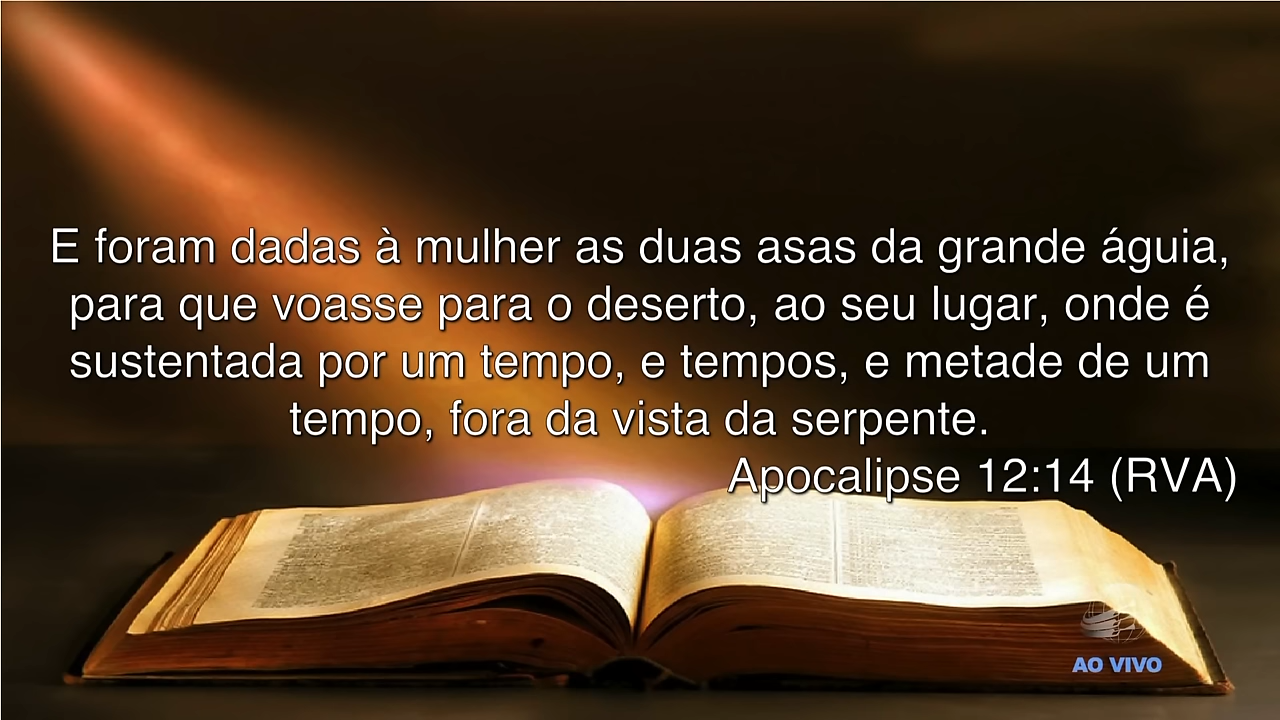 E foram dadas à mulher as duas asas da grande águia,
para que voasse para o deserto, ao seu lugar, onde é
sustentada por um tempo, e tempos, e metade de um
tempo, fora da vista da serpente.
Apocalipse 12:14 (RVA)
AO VIVO